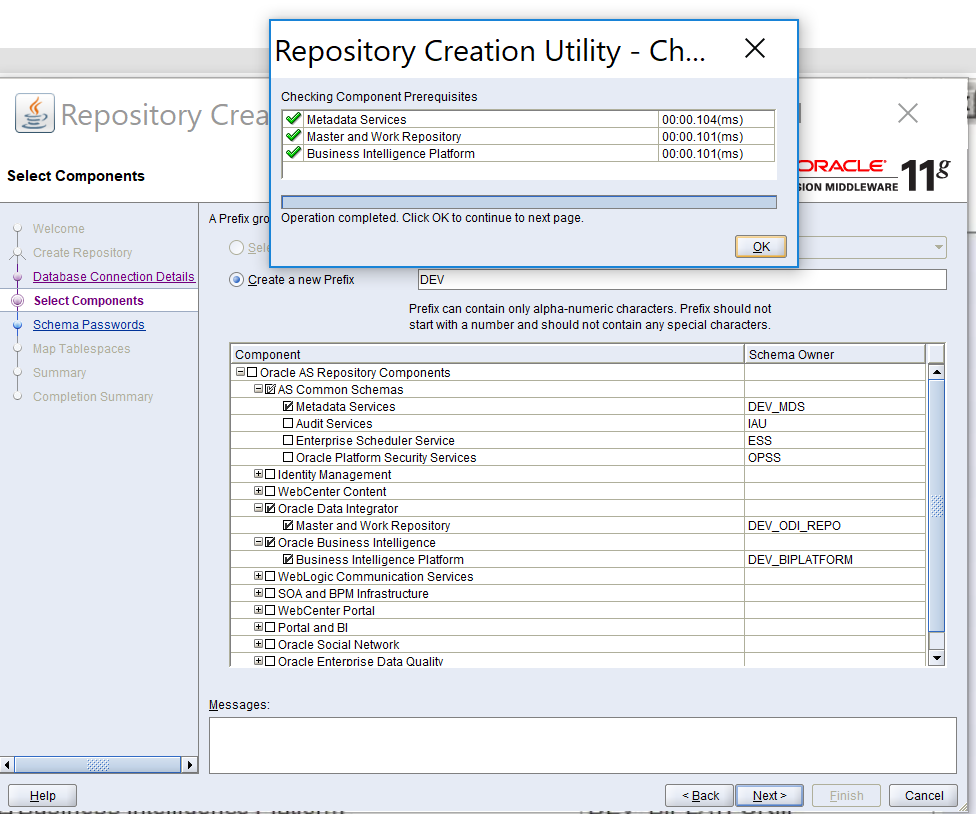 Repository Creation Utility - Ch...
Checking Component Prerequisites
Metadata Services 00:00.104(ms)
Master and Work Repository 00:00.101(ms)
Business Intelligence Platform 00:00.101(ms)
Operation completed. Click OK to continue to next page.
OK
Repository Crea
Select Components
ORACLE
SION MIDDLEWARE 11g
Welcome
Create Repository
Database Connection Details
Select Components
Schema Passwords
Map Tablespaces
Summary
Completion Summary
A Prefix gro
Sele
Create a new Prefix DEV
Prefix can contain only alpha-numeric characters. Prefix should not
start with a number and should not contain any special characters.
Component Schema Owner
Oracle AS Repository Components
AS Common Schemas
Metadata Services DEV_MDS
Audit Services IAU
Enterprise Scheduler Service ESS
Oracle Platform Security Services OPSS
Identity Management
WebCenter Content
Oracle Data Integrator
Master and Work Repository DEV_ODI_REPO
Oracle Business Intelligence
Business Intelligence Platform DEV_BIPLATFORM
WebLogic Communication Services
SOA and BPM Infrastructure
WebCenter Portal
Portal and BI
Oracle Social Network
Oracle Enterprise Data Quality
Messages:
Help < Back Next > Finish Cancel